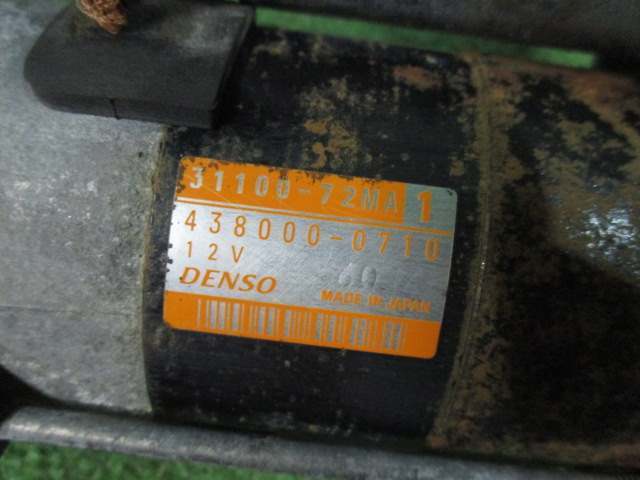 31100-72MA 1
438000-0710
12V
DENSO MADE IN JAPAN